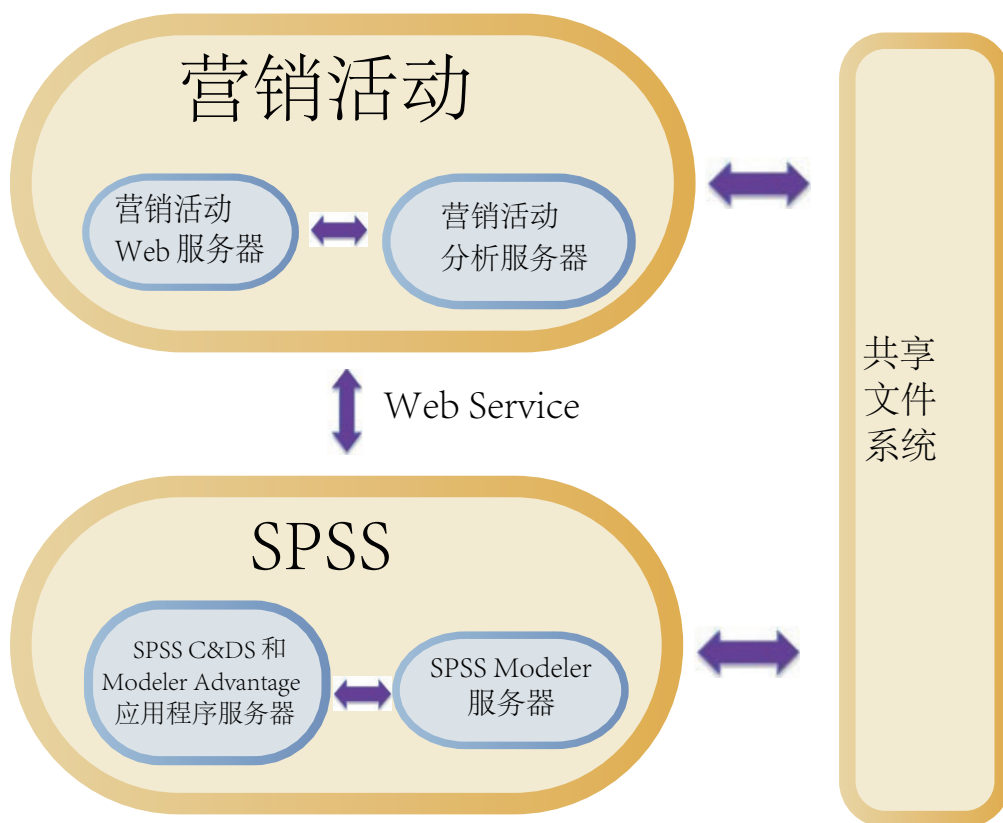 营销活动
营销活动
Web 服务器
营销活动
分析服务器
Web Service
共享
文件
系统
SPSS
SPSS C&DS 和
Modeler Advantage
应用程序服务器
SPSS Modeler
服务器